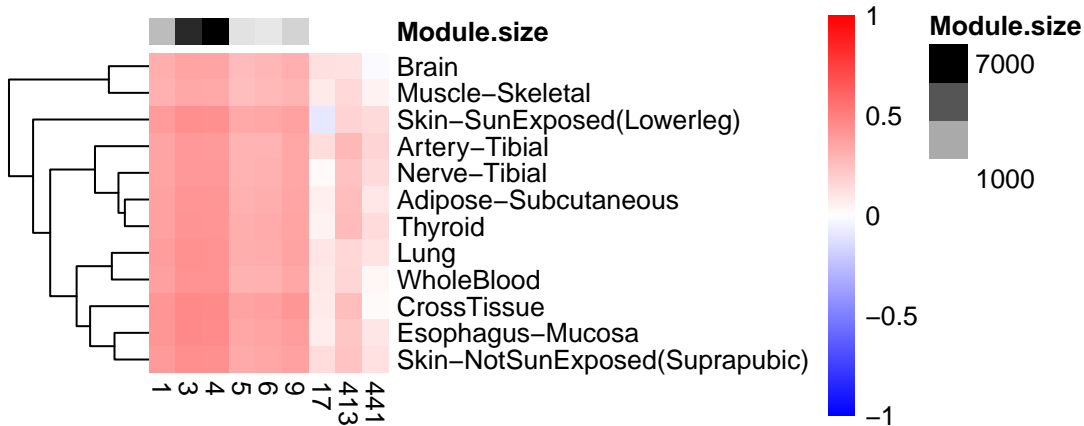 Module.size
Brain
Muscle−Skeletal
Skin−SunExposed(Lowerleg)
Artery−Tibial
Nerve−Tibial
Adipose−Subcutaneous
Thyroid
Lung
WholeBlood
CrossTissue
Esophagus−Mucosa
Skin−NotSunExposed(Suprapubic)
1
3
4
5
6
9
17
413
441
1
0.5
0
−0.5
−1
Module.size
7000
1000